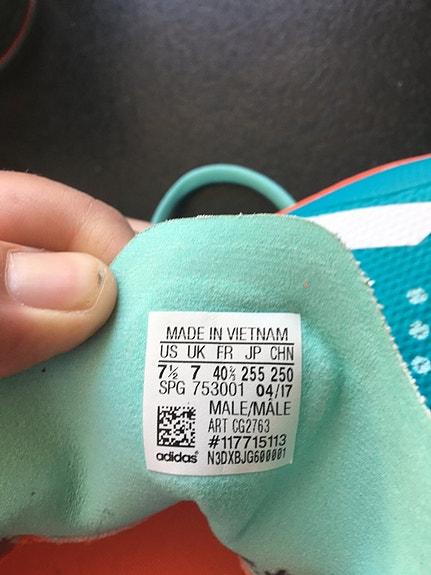 MADE IN VIETNAM
US UK FR JP CHN
7½ 7 40⅔ 255 250
SPG 753001 04/17
MALE/MÂLE
ART CG2763
#117715113
adidas N3DXBJG600001